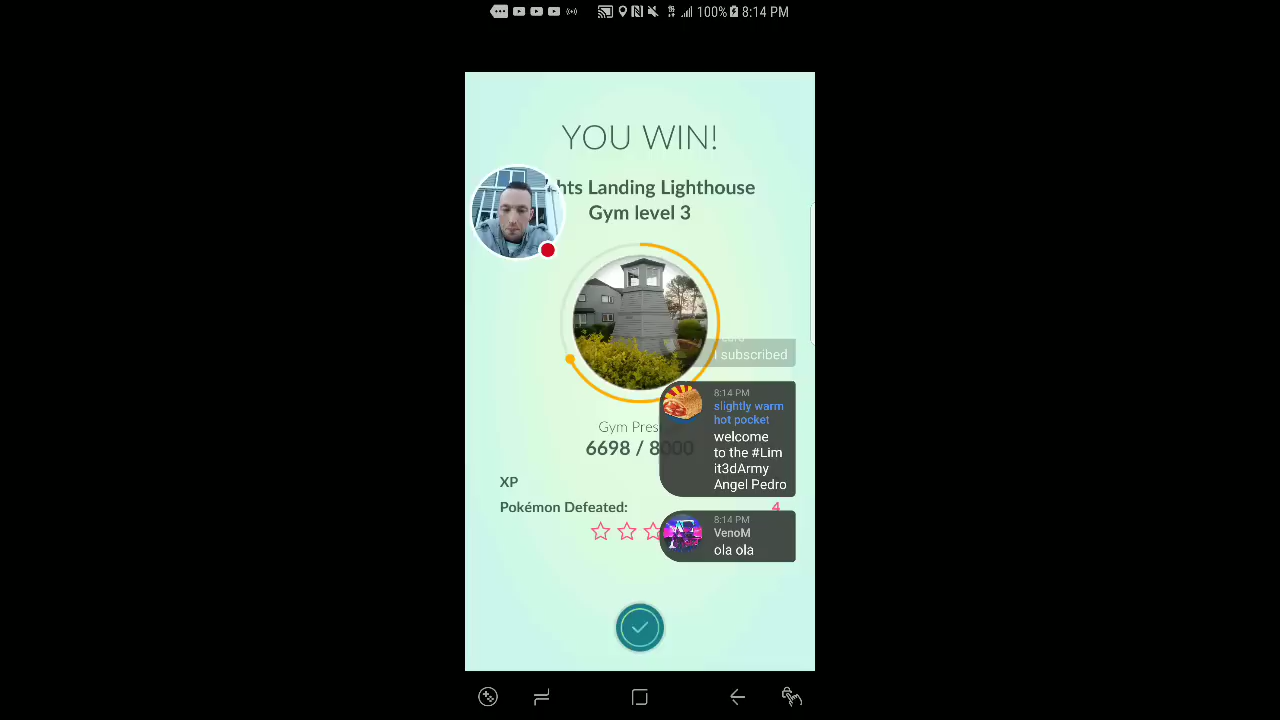 100% 8:14 PM
YOU WIN!
hts Landing Lighthouse
Gym level 3
I subscribed
8:14 PM
slightly warm
hot pocket
welcome
to the #Lim
it3dArmy
Angel Pedro
Gym Pres
6698 / 8000
XP
Pokémon Defeated: 4
8:14 PM
VenoM
ola ola